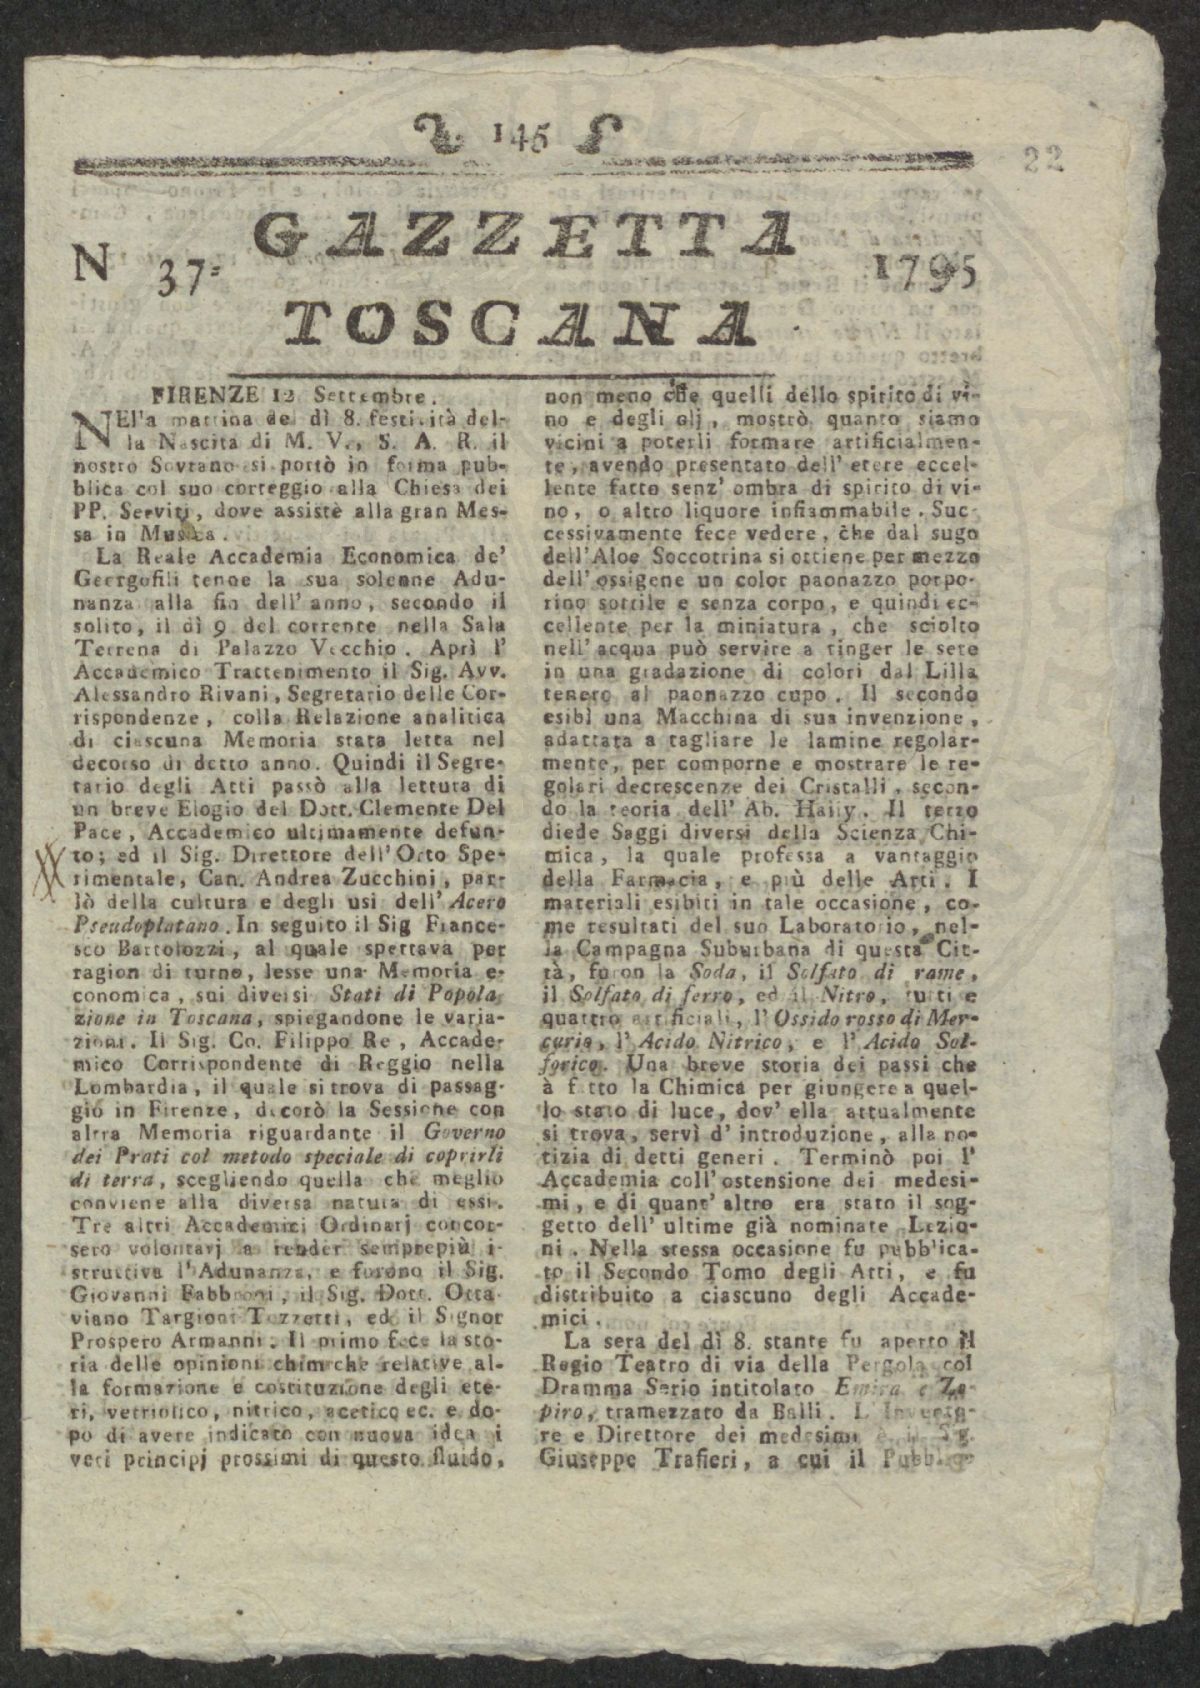 145
22
GAZZETTA
N 37 1795
TOSCANA
FIRENZE 12 Settembre.
NEl'a mattina del dì 8. festività del-
la Nascita di M. V., S. A. R. il
nostro Sovrano si portò in forma pub-
blica col suo corteggio alla Chiesa dei
PP. Serviti, dove assistè alla gran Mes-
sa in Musica.
La Reale Accademia Economica de'
Geergofili tenne la sua solenne Adu-
nanza alla fin dell' anno, secondo il
solito, il dì 9 del corrente nella Sala
Terrena di Palazzo Vecchio. Aprì l'
Accademico Trattenimento il Sig. Avv.
Alessandro Rivani, Segretario delle Cor-
rispondenze, colla Relazione analitica
di ciascuna Memoria stata letta nel
decorso di detto anno. Quindi il Segre-
tario degli Atti passò alla lettura di
un breve Elogio del Dott. Clemente Del
Pace, Accademico ultimamente defun-
to; ed il Sig. Direttore dell' Orto Spe-
rimentale, Can. Andrea Zucchini, par-
lò della cultura e degli usi dell' Acero
Pseudoplatano. In seguito il Sig France-
sco Bartolozzi, al quale spettava per
ragion di turno, lesse una Memoria e-
conomica, sui diversi Stati di Popola
zione in Toscana, spiegandone le varia-
zioni. Il Sig. Co. Filippo Re, Accade-
mico Corrispondente di Reggio nella
Lombardia, il quale si trova di passag-
gio in Firenze, decorò la Sessione con
altra Memoria riguardante il Governo
dei Prati col metodo speciale di coprirli
di terra, scegliendo quella che meglio
conviene alla diversa natura di essi.
Tre altri Accademici Ordinarj concor-
sero volontarj a render semprepiù i-
struttiva l'Adunanza, e furono il Sig.
Giovanni Fabbroni, il Sig. Dott. Otta
viano Targioni Tozzetti, ed il Signor
Prospero Armanni. Il primo fece la sto-
ria delle opinioni chimiche relative al-
la formazione e costituzione degli ete-
ri, vetriolico, nitrico, acetico ec. e do-
po di avere indicato con nuova idea i
veri principj prossimi di questo fluido,
non meno che quelli dello spirito di vi-
no e degli olj, mostrò quanto siamo
vicini a poterli formare artificialmen-
te, avendo presentato dell' etere eccel-
lente fatto senz' ombra di spirito di vi-
no, o altro liquore infiammabile. Suc
cessivamente fece vedere, che dal sugo
dell'Aloe Soccotrina si ottiene per mezzo
dell' ossigene un color paonazzo porpo-
rino sottile e senza corpo, e quindi ec-
cellente per la miniatura, che sciolto
nell' acqua può servire a tinger le sete
in una gradazione di colori dal Lilla
tenero al paonazzo cupo. Il secondo
esibì una Macchina di sua invenzione,
adattata a tagliare le lamine regolar-
mente, per comporne e mostrare le re-
golari decrescenze dei Cristalli, secon-
do la teoria dell' Ab. Haüy. Il terzo
diede Saggi diversi della Scienza Chi-
mica, la quale professa a vantaggio
della Farmacia, e più delle Arti. I
materiali esibiti in tale occasione, co-
me resultati del suo Laboratorio, nel-
la Campagna Suburbana di questa Cit-
tà, furon la Soda, il Solfato di rame,
il Solfato di ferro, ed il Nitro, tutti e
quattro artificiali, l' Ossido rosso di Mer-
curio, l' Acido Nitrico, e l' Acido Sol-
forico. Una breve storia dei passi che
à fatto la Chimica per giungere a quel-
lo stato di luce, dov' ella attualmente
si trova, servì d' introduzione, alla no-
tizia di detti generi. Terminò poi l'
Accademia coll' ostensione dei medesi-
mi, e di quant' altro era stato il sog-
getto dell' ultime già nominate Lezio-
ni. Nella stessa occasione fu pubblica-
to il Secondo Tomo degli Atti, e fu
distribuito a ciascuno degli Accade-
mici.
La sera del dì 8. stante fu aperto il
Regio Teatro di via della Pergola col
Dramma Serio intitolato Emira e Zo-
piro, tramezzato da Balli. L' Invento-
re e Direttore dei medesimi è il Sig.
Giuseppe Trafieri, a cui il Pubblico